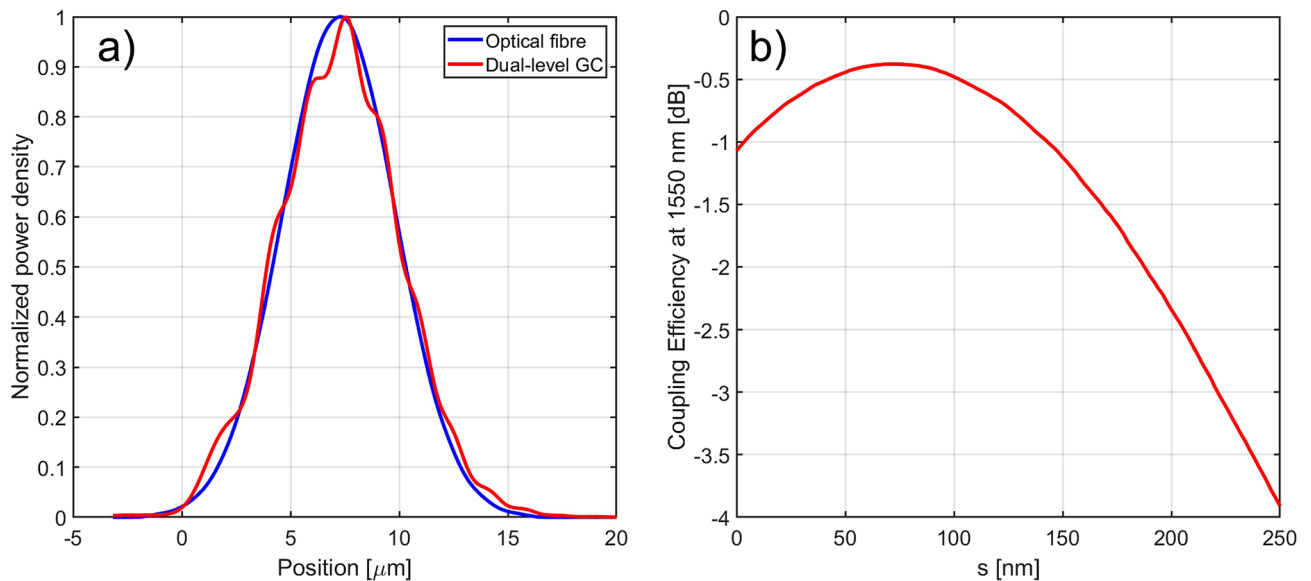 a)
Optical fibre
Dual-level GC
Normalized power density
1
0.9
0.8
0.7
0.6
0.5
0.4
0.3
0.2
0.1
0
-5 0 5 10 15 20
Position [μm]
b)
Coupling Efficiency at 1550 nm [dB]
0
-0.5
-1
-1.5
-2
-2.5
-3
-3.5
-4
0 50 100 150 200 250
s [nm]